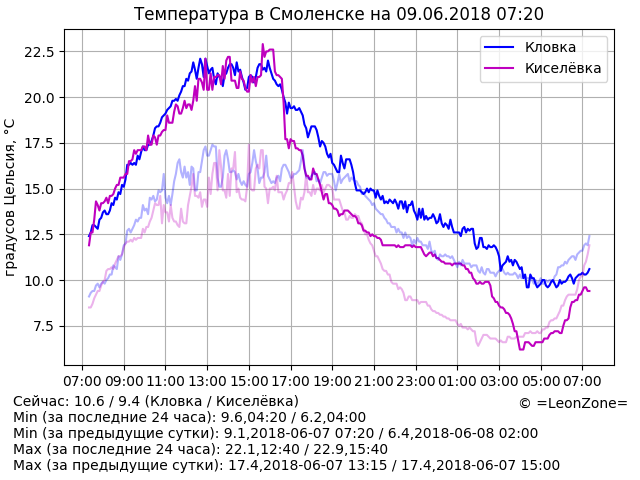 Температура в Смоленске на 09.06.2018 07:20
Кловка
Киселёвка
градусов Цельсия, °C
22.5
20.0
17.5
15.0
12.5
10.0
7.5
07:00 09:00 11:00 13:00 15:00 17:00 19:00 21:00 23:00 01:00 03:00 05:00 07:00
Сейчас: 10.6 / 9.4 (Кловка / Киселёвка)
© =LeonZone=
Min (за последние 24 часа): 9.6,04:20 / 6.2,04:00
Min (за предыдущие сутки): 9.1,2018-06-07 07:20 / 6.4,2018-06-08 02:00
Max (за последние 24 часа): 22.1,12:40 / 22.9,15:40
Max (за предыдущие сутки): 17.4,2018-06-07 13:15 / 17.4,2018-06-07 15:00